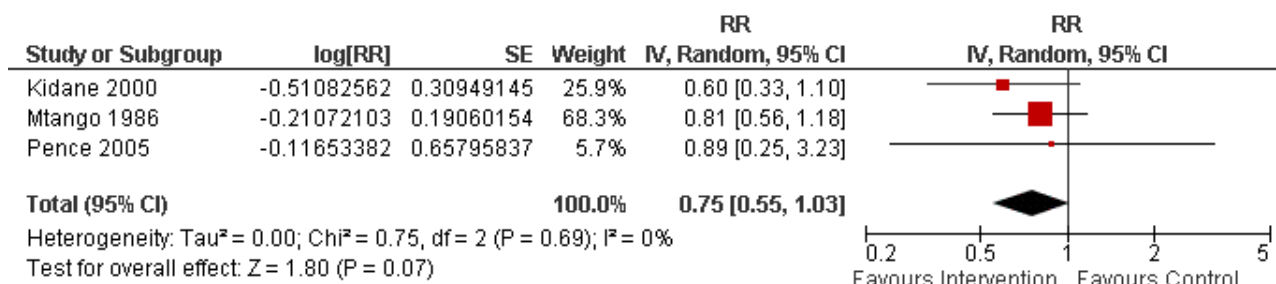 RR RR
Study or Subgroup log[RR] SE Weight IV, Random, 95% CI IV, Random, 95% CI
Kidane 2000 -0.51082562 0.30949145 25.9% 0.60 [0.33, 1.10]
Mtango 1986 -0.21072103 0.19060154 68.3% 0.81 [0.56, 1.18]
Pence 2005 -0.11653382 0.65795837 5.7% 0.89 [0.25, 3.23]
Total (95% CI) 100.0% 0.75 [0.55, 1.03]
Heterogeneity: Tau² = 0.00; Chi² = 0.75, df = 2 (P = 0.69); I² = 0%
Test for overall effect: Z = 1.80 (P = 0.07)
0.2 0.5 1 2 5
Favours Intervention Favours Control